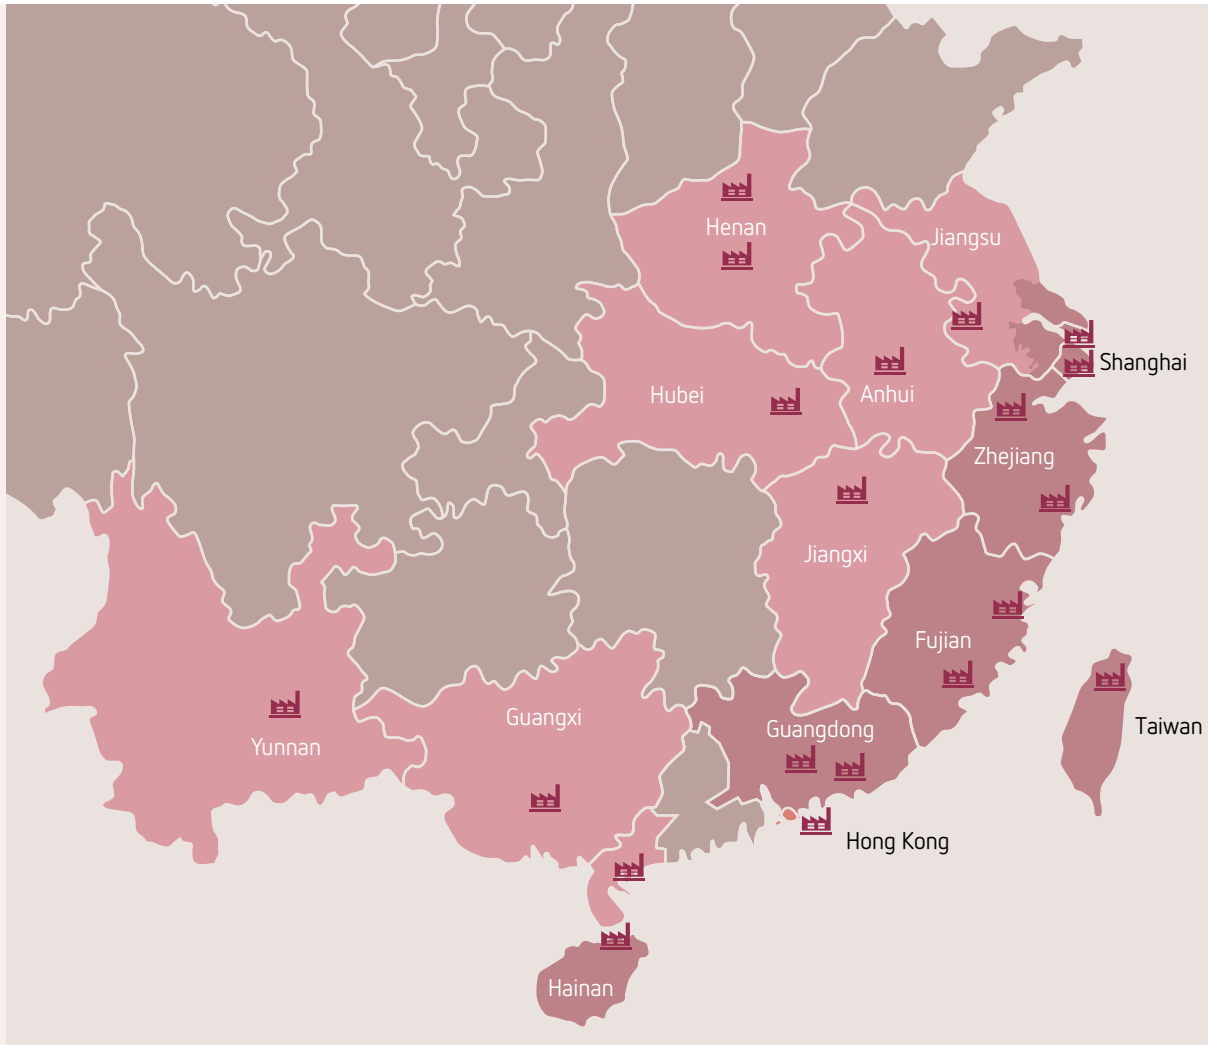 Henan
Jiangsu
Shanghai
Hubei
Anhui
Zhejiang
Jiangxi
Fujian
Guangxi
Guangdong
Taiwan
Yunnan
Hong Kong
Hainan